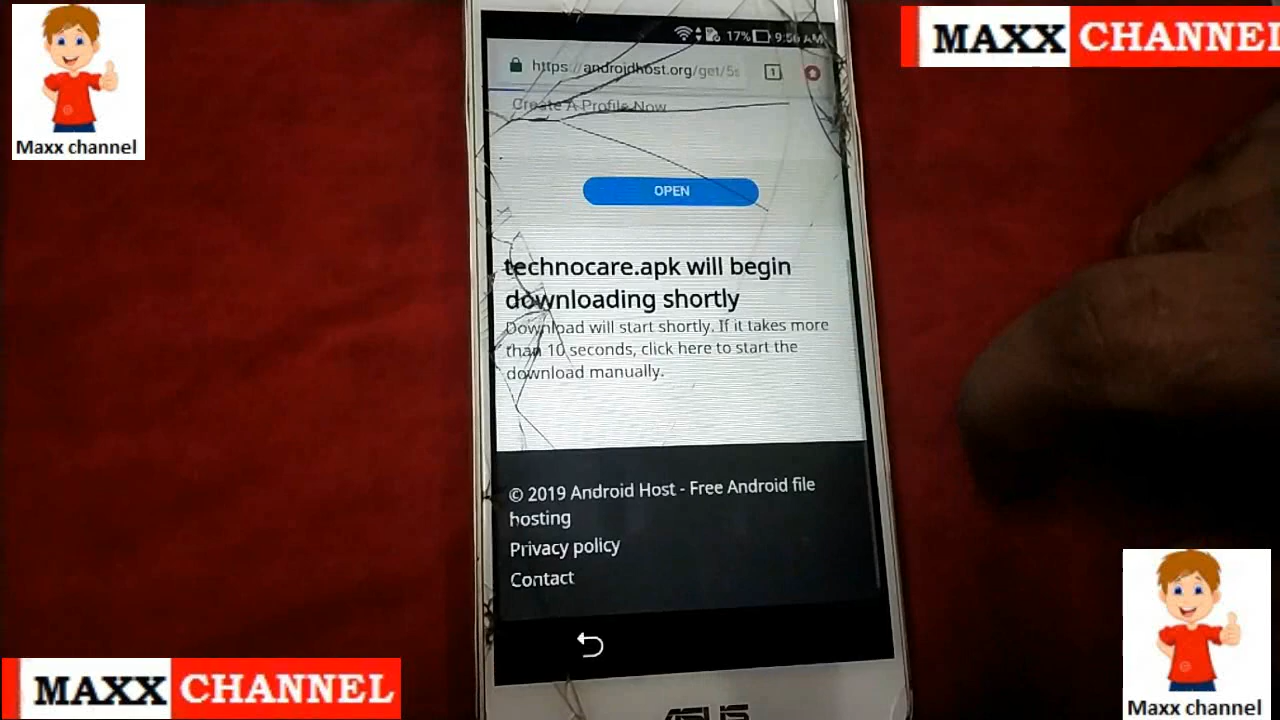 MAXX CHANNEL
Maxx channel
17% 9:56 AM
https://androidhost.org/get/5s
1
Create A Profile Now
OPEN
technocare.apk will begin
downloading shortly
Download will start shortly. If it takes more
than 10 seconds, click here to start the
download manually.
© 2019 Android Host - Free Android file
hosting
Privacy policy
Contact
MAXX CHANNEL
ASUS
Maxx channel